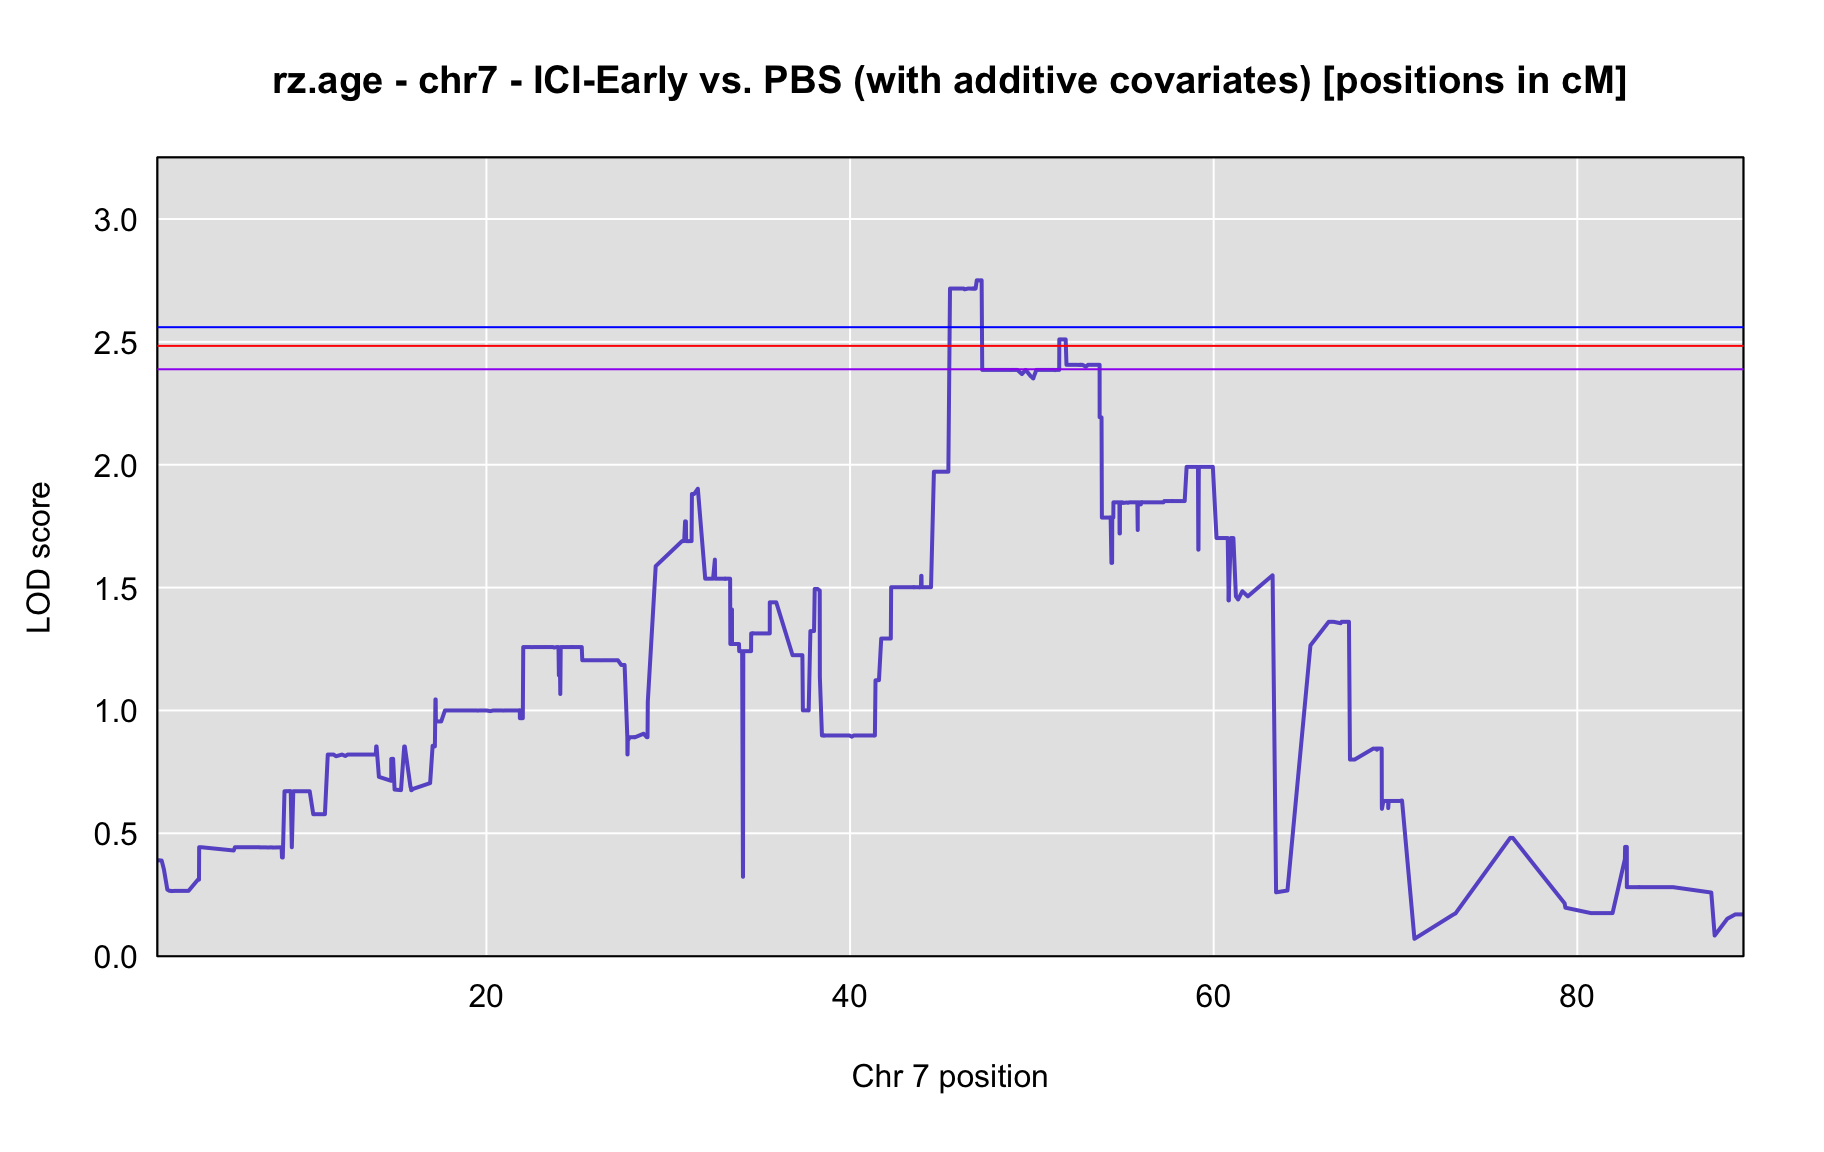 rz.age - chr7 - ICI-Early vs. PBS (with additive covariates) [positions in cM]
3.0
2.5
2.0
1.5
1.0
0.5
0.0
LOD score
20 40 60 80
Chr 7 position